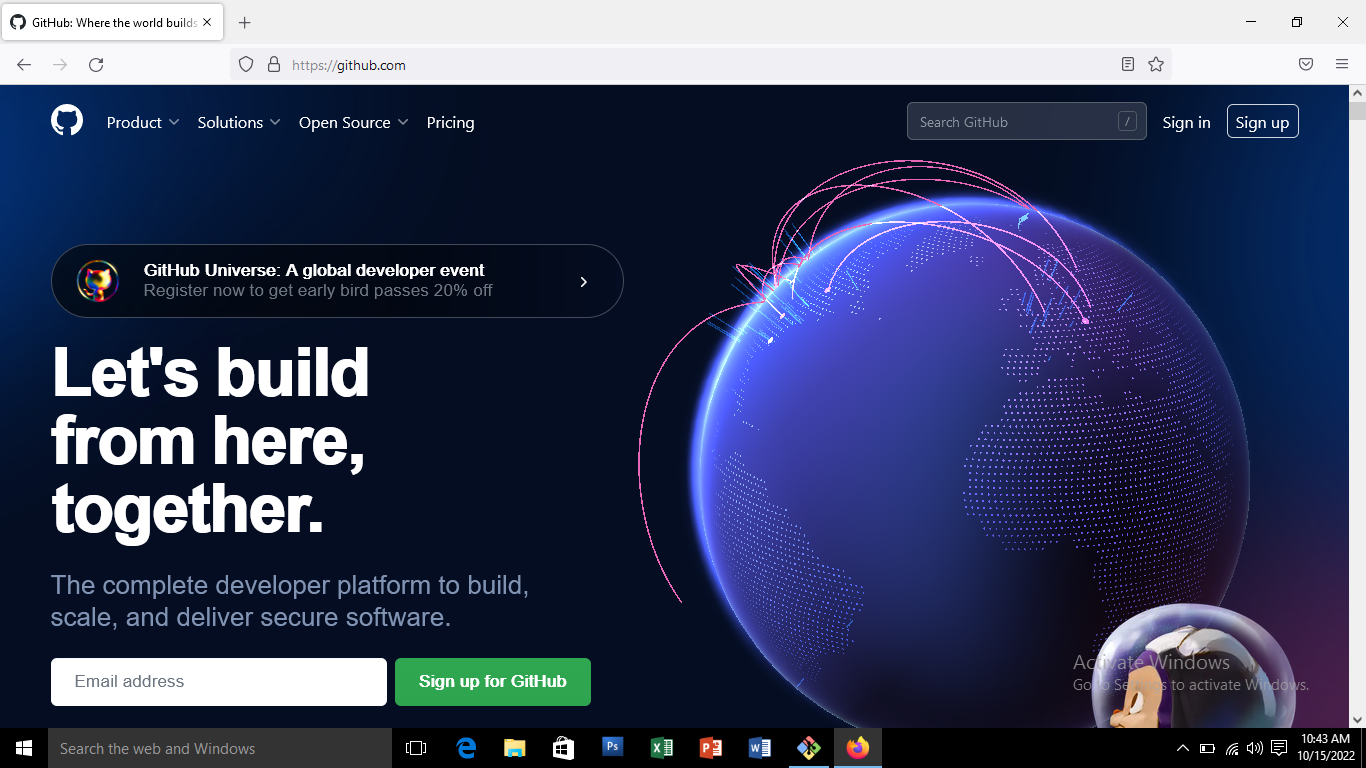 GitHub: Where the world builds
https://github.com
Product
Solutions
Open Source
Pricing
Search GitHub
/
Sign in
Sign up
GitHub Universe: A global developer event
Register now to get early bird passes 20% off
Let's build
from here,
together.
The complete developer platform to build,
scale, and deliver secure software.
Email address
Sign up for GitHub
Activate Windows
Go to Settings to activate Windows.
Search the web and Windows
10:43 AM
10/15/2022